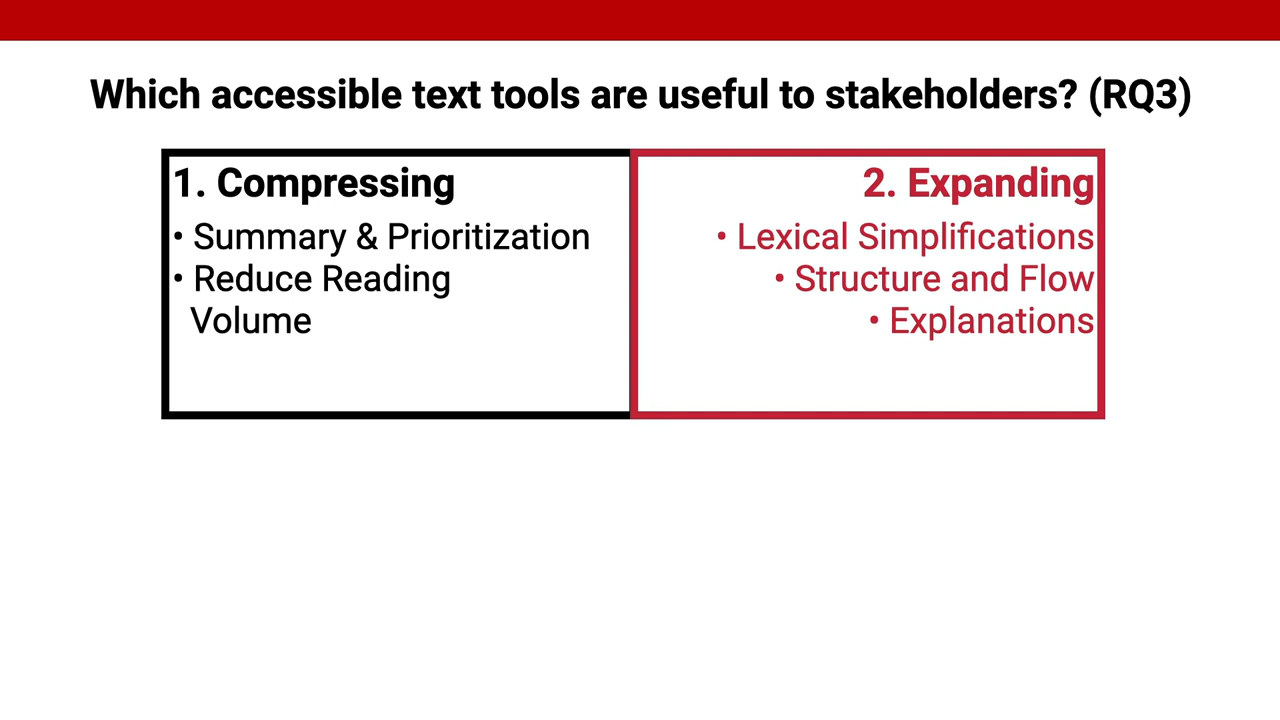 Which accessible text tools are useful to stakeholders? (RQ3)
1. Compressing
• Summary & Prioritization
• Reduce Reading
Volume
2. Expanding
• Lexical Simplifications
• Structure and Flow
• Explanations